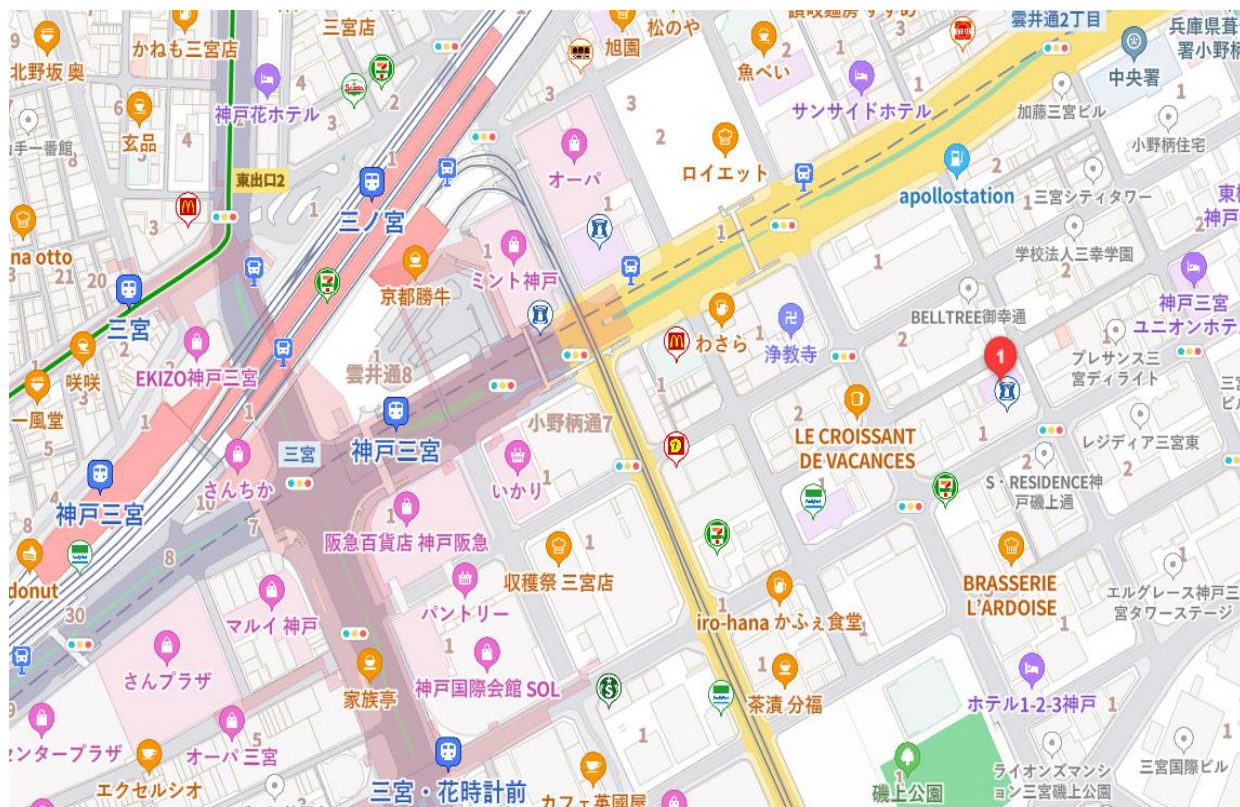 かねも三宮店
三宮店
松のや
旭園
北野坂 奥
神戸花ホテル
魚べい
サンサイドホテル
雲井通2丁目
中央署
加藤三宮ビル
小野柄住宅
玄品
東出口2
三ノ宮
オーパ
ロイエット
apollostation
三宮シティタワー
学校法人三幸学園
京都勝牛
ミント神戸
三宮
EKIZO神戸三宮
雲井通8
わさら
浄教寺
BELLTREE御幸通
神戸三宮
ユニオンホテル
プレサンス三
宮ディライト
1
咲咲
一風堂
神戸三宮
小野柄通7
LE CROISSANT
DE VACANCES
レジディア三宮東
三宮
さんちか
いかり
S・RESIDENCE神
戸磯上通
神戸三宮
阪急百貨店 神戸阪急
収穫祭 三宮店
BRASSERIE
L'ARDOISE
donut
30
マルイ 神戸
パントリー
iro-hana かふぇ食堂
エルグレース神戸三
宮タワーステージ
さんプラザ
家族亭
神戸国際会館 SOL
茶漬 分福
ホテル1-2-3神戸
センタープラザ
オーパ 三宮
エクセルシオ
三宮・花時計前
カフェ英國屋
磯上公園
ライオンズマンシ
ョン三宮磯上公園
三宮国際ビル